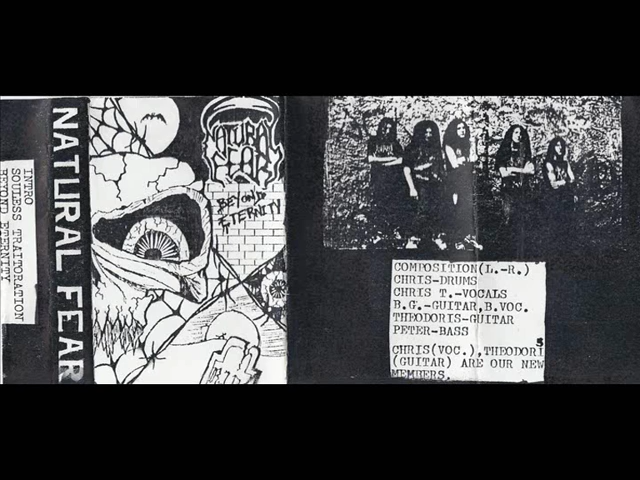 INTRO
SOULESS TRAITORATION
BEYOND ETERNITY
NATURAL FEAR
NATURAL
FEAR
BEYOND
ETERNITY
COMPOSITION(L.-R.)
CHRIS-DRUMS
CHRIS T.-VOCALS
B.G.-GUITAR,B.VOC.
THEODORIS-GUITAR
PETER-BASS
CHRIS(VOC.),THEODORIS
(GUITAR) ARE OUR NEW
MEMBERS.